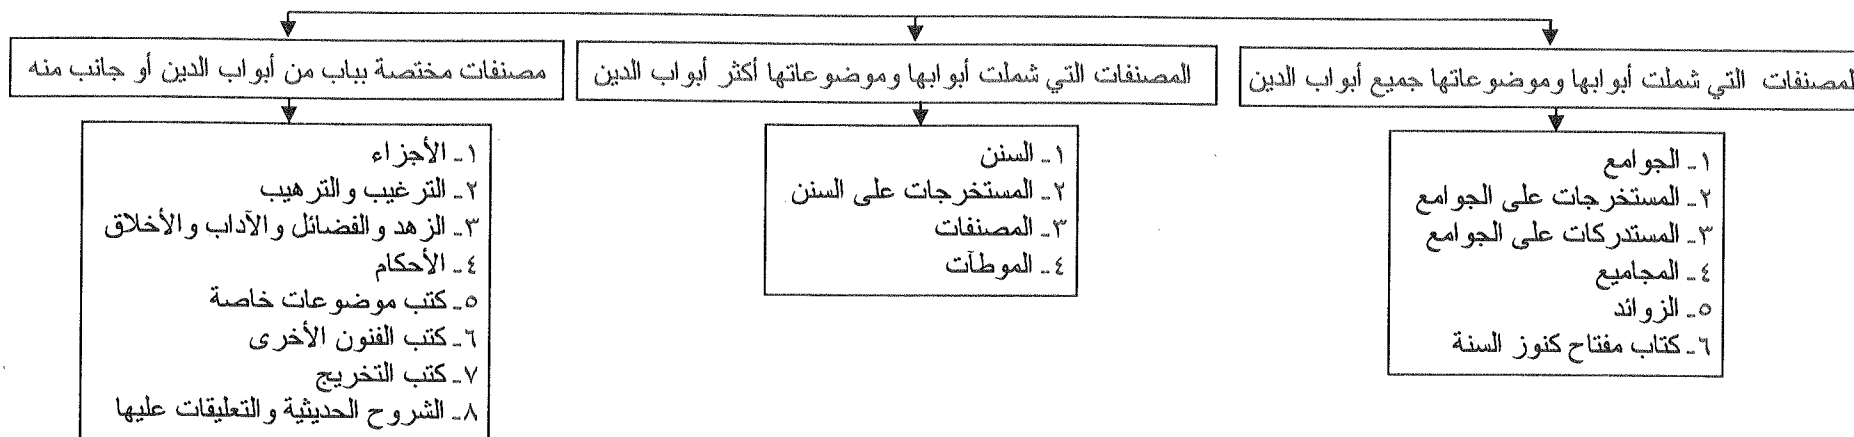 المصنفات التي شملت أبوابها وموضوعاتها جميع أبواب الدين
١- الجوامع
٢- المستخرجات على الجوامع
٣- المستدركات على الجوامع
٤- المجاميع
٥- الزوائد
٦- كتاب مفتاح كنوز السنة
المصنفات التي شملت أبوابها وموضوعاتها أكثر أبواب الدين
١- السنن
٢- المستخرجات على السنن
٣- المصنفات
٤- الموطآت
مصنفات مختصة بباب من أبواب الدين أو جانب منه
١- الأجزاء
٢- الترغيب والترهيب
٣- الزهد والفضائل والآداب والأخلاق
٤- الأحكام
٥- كتب موضوعات خاصة
٦- كتب الفنون الأخرى
٧- كتب التخريج
٨- الشروح الحديثية والتعليقات عليها